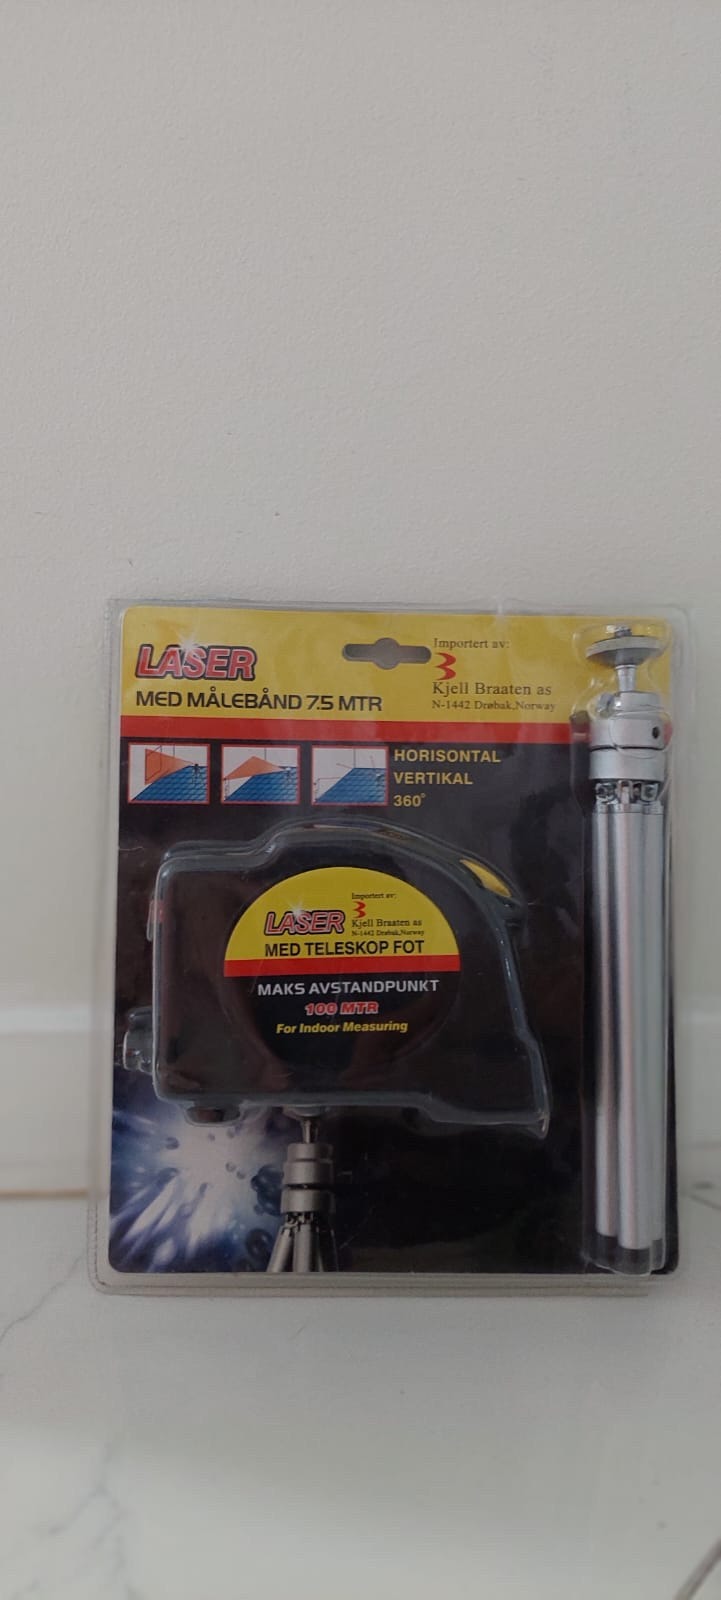 LASER
MED MÅLEBÅND 7.5 MTR
Importert av:
Kjell Braaten as
N-1442 Drøbak,Norway
HORISONTAL
VERTIKAL
360°
LASER
Importert av:
Kjell Braaten as
N-1442 Drøbak,Norway
MED TELESKOP FOT
MAKS AVSTANDPUNKT
100 MTR
For Indoor Measuring